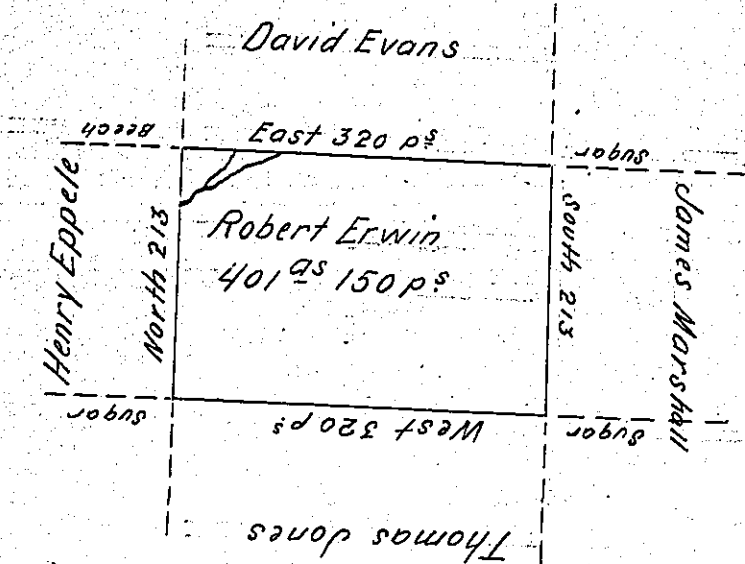 David Evans
Beech
East 320 pˢ
Sugar
Henry Eppele
North 213
Robert Erwin
401 ᵃˢ 150 pˢ
South 213
James Marshall
Sugar
West 320 pˢ
Sugar
Thomas Jones